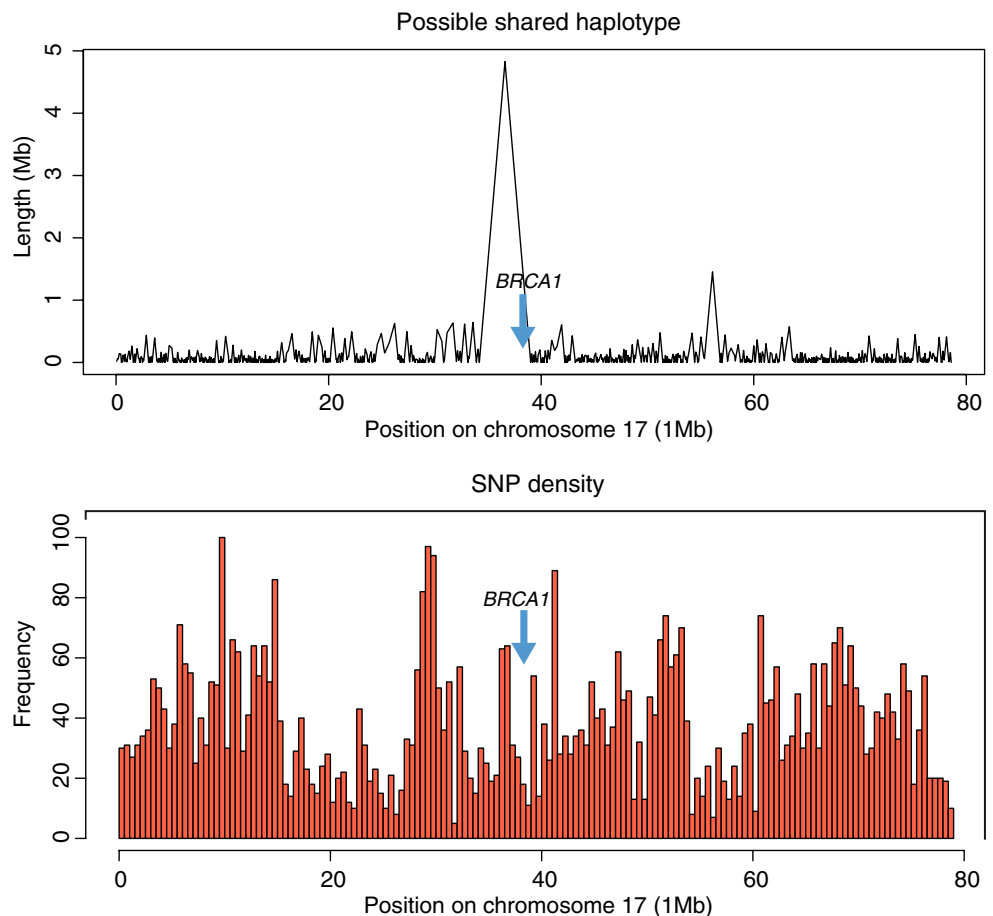 Possible shared haplotype
Length (Mb)
5
4
3
2
1
0
BRCA1
0 20 40 60 80
Position on chromosome 17 (1Mb)
SNP density
Frequency
100
80
60
40
20
0
BRCA1
0 20 40 60 80
Position on chromosome 17 (1Mb)